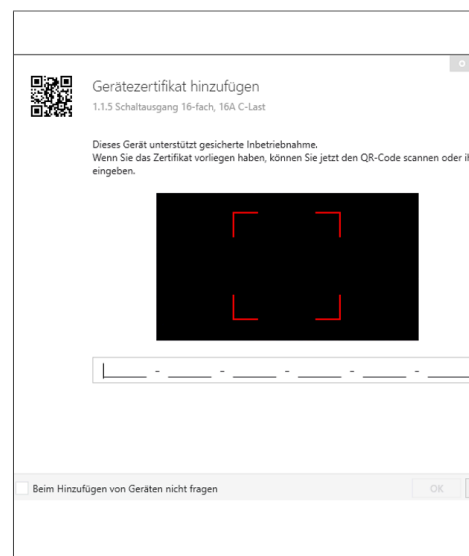 Gerätezertifikat hinzufügen
1.1.5 Schaltausgang 16-fach, 16A C-Last
Dieses Gerät unterstützt gesicherte Inbetriebnahme.
Wenn Sie das Zertifikat vorliegen haben, können Sie jetzt den QR-Code scannen oder
eingeben.
Beim Hinzufügen von Geräten nicht fragen
OK